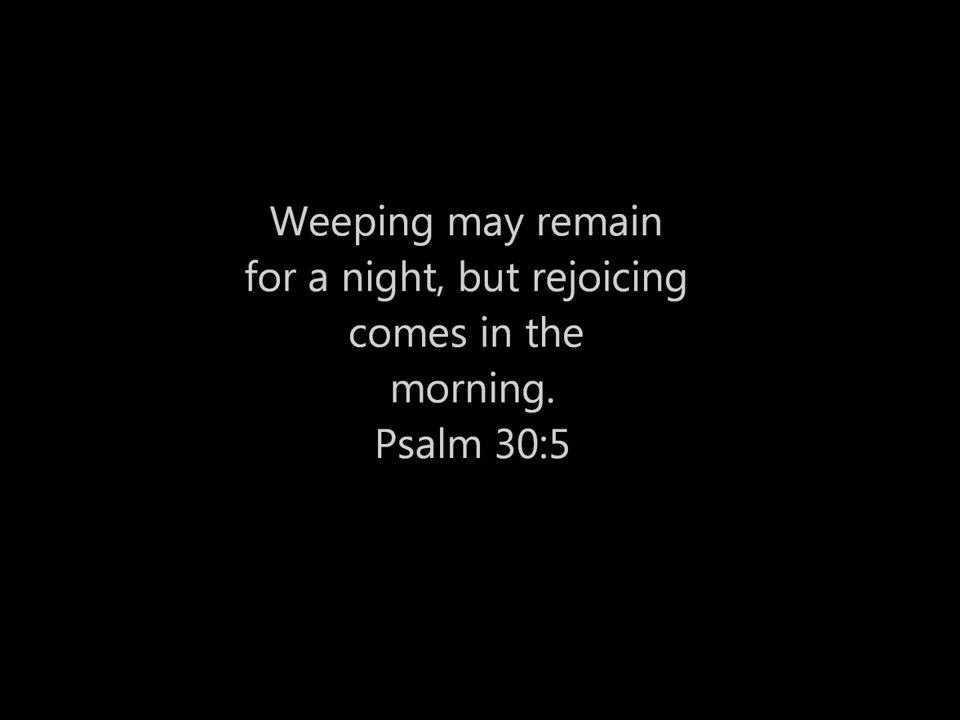 Weeping may remain
for a night, but rejoicing
comes in the
morning.
Psalm 30:5